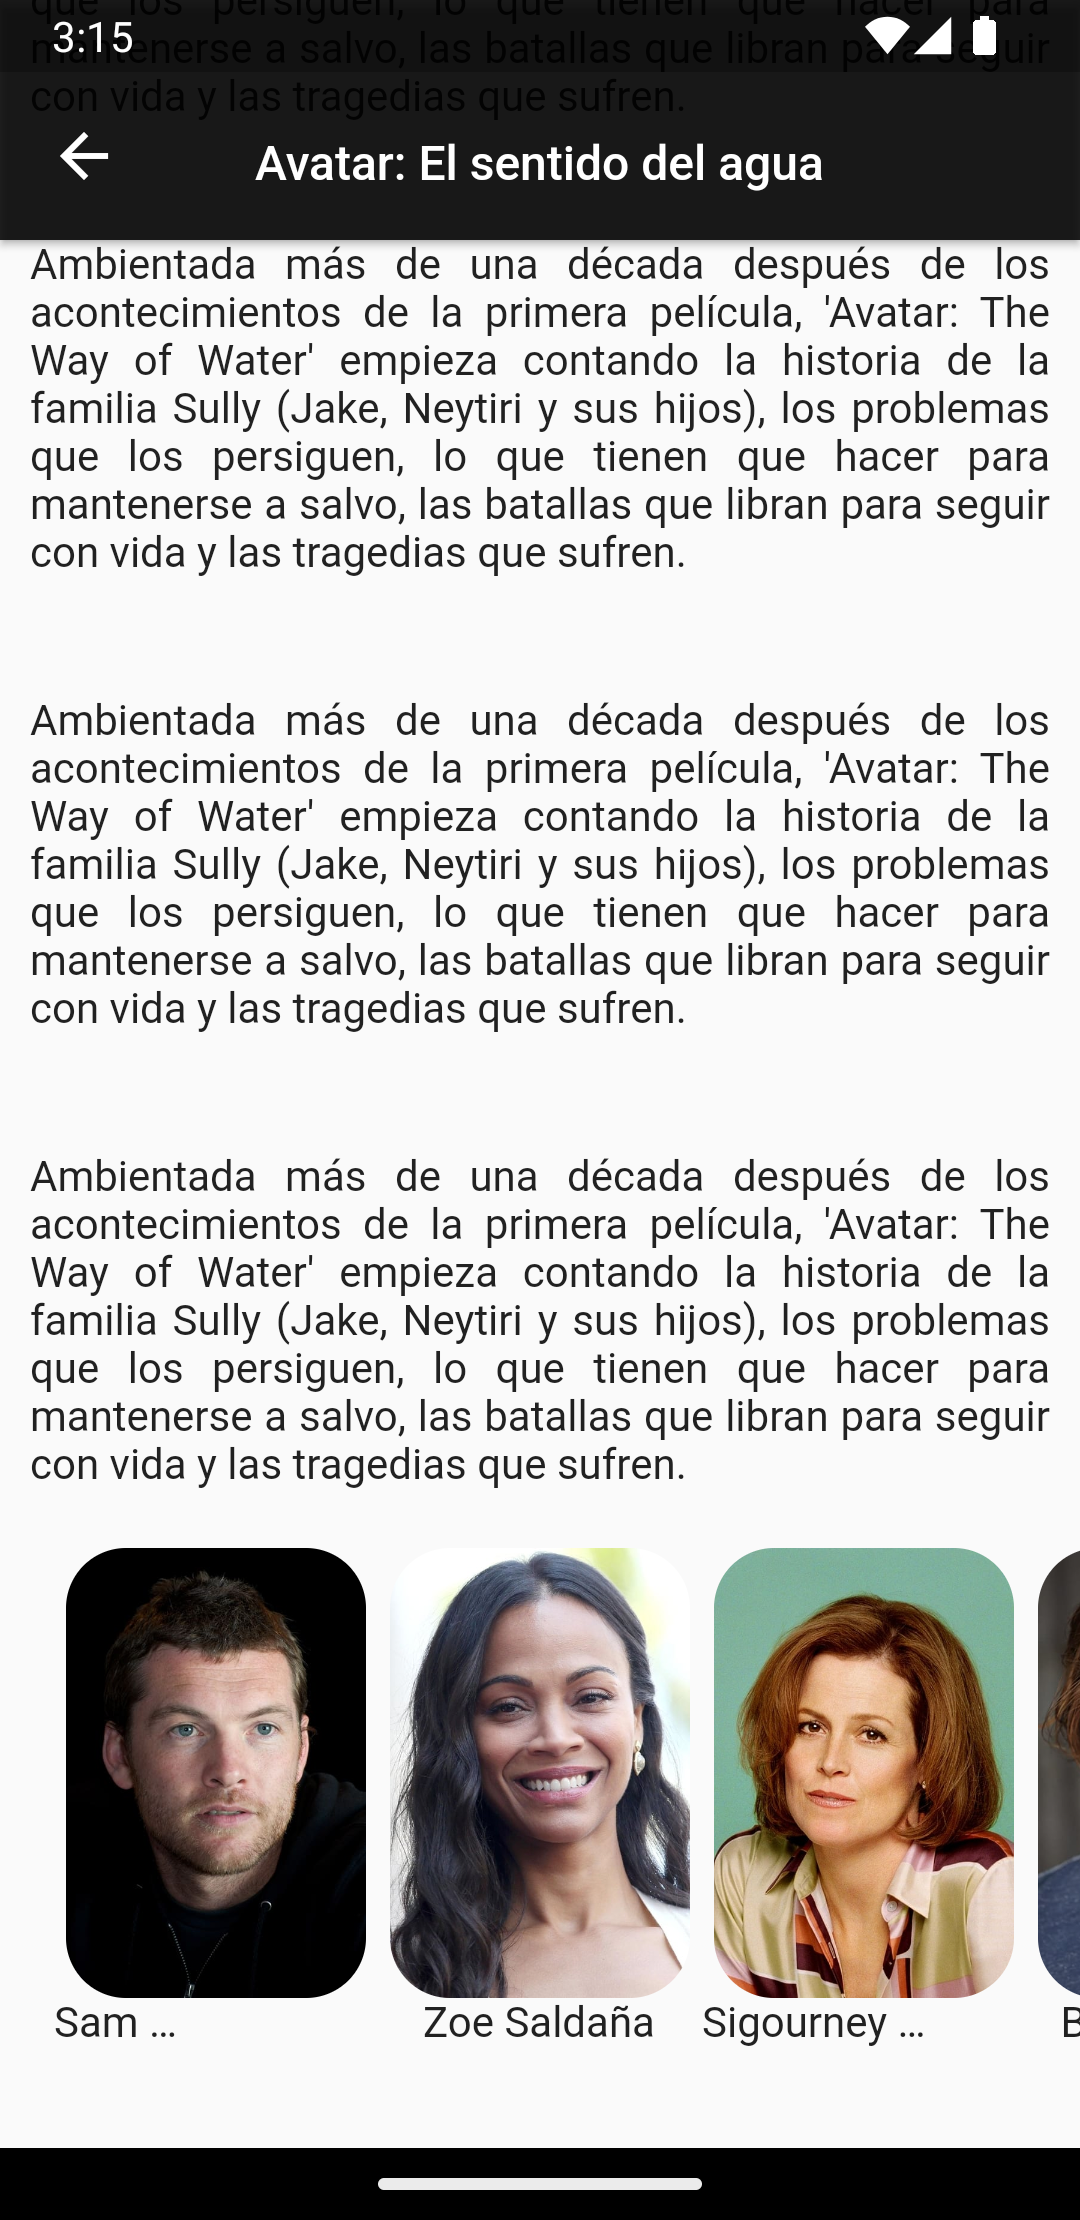 que los persiguen, lo que tienen que hacer para
3:15
mantenerse a salvo, las batallas que libran para seguir
con vida y las tragedias que sufren.
Avatar: El sentido del agua
Ambientada más de una década después de los
acontecimientos de la primera película, 'Avatar: The
Way of Water' empieza contando la historia de la
familia Sully (Jake, Neytiri y sus hijos), los problemas
que los persiguen, lo que tienen que hacer para
mantenerse a salvo, las batallas que libran para seguir
con vida y las tragedias que sufren.
Ambientada más de una década después de los
acontecimientos de la primera película, 'Avatar: The
Way of Water' empieza contando la historia de la
familia Sully (Jake, Neytiri y sus hijos), los problemas
que los persiguen, lo que tienen que hacer para
mantenerse a salvo, las batallas que libran para seguir
con vida y las tragedias que sufren.
Ambientada más de una década después de los
acontecimientos de la primera película, 'Avatar: The
Way of Water' empieza contando la historia de la
familia Sully (Jake, Neytiri y sus hijos), los problemas
que los persiguen, lo que tienen que hacer para
mantenerse a salvo, las batallas que libran para seguir
con vida y las tragedias que sufren.
Sam ...
Zoe Saldaña
Sigourney ...